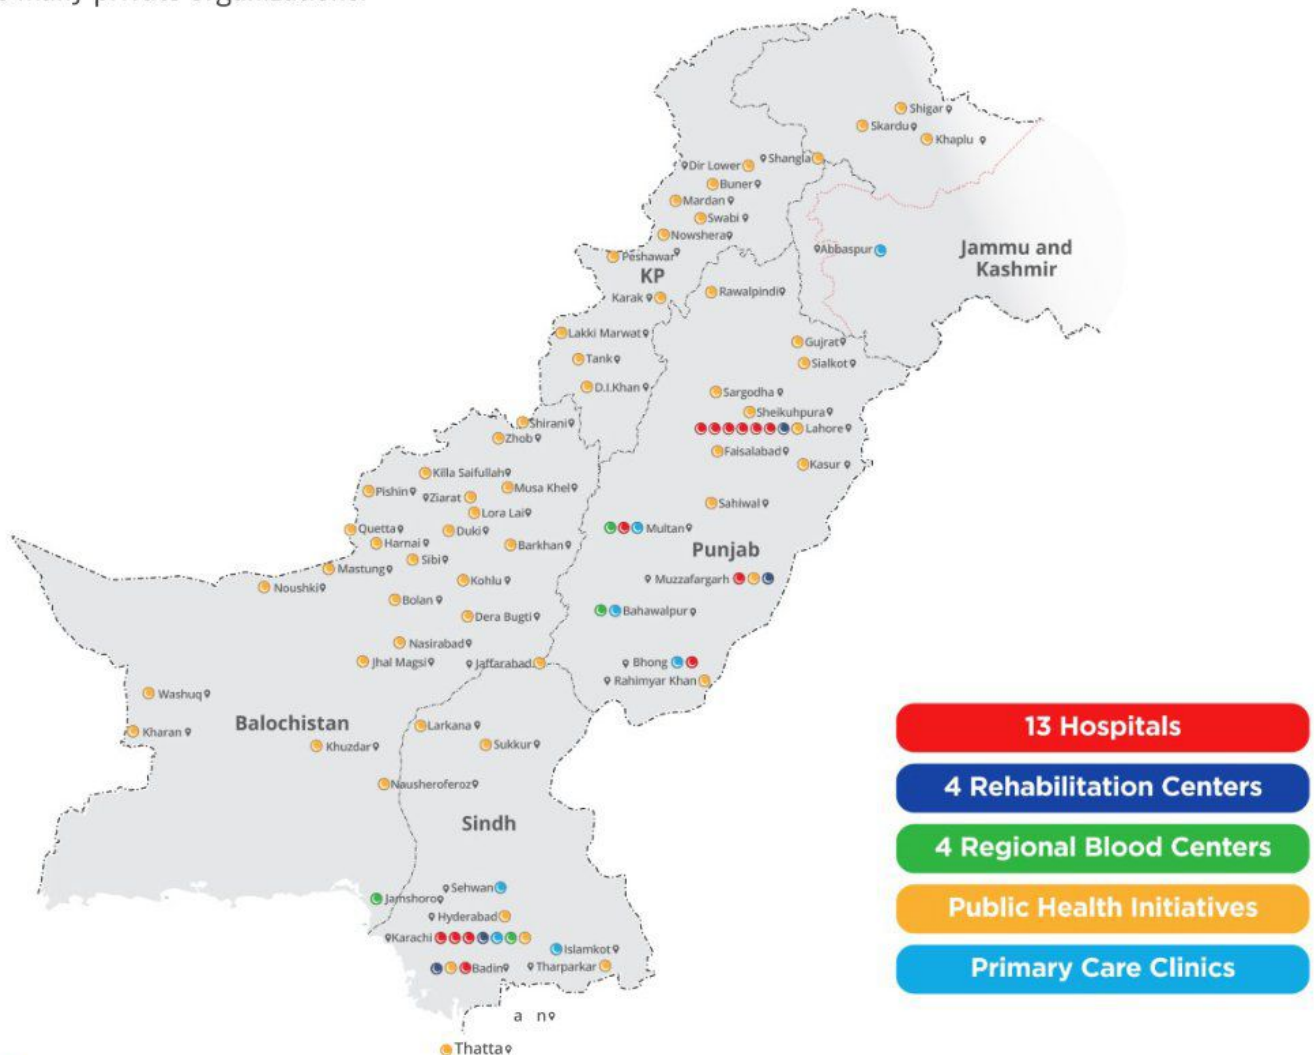 Shigar
Skardu
Khaplu
Shangla
Dir Lower
Buner
Mardan
Swabi
Nowshera
Abbaspur
Jammu and
Kashmir
Peshawar
KP
Karak
Rawalpindi
Lakki Marwat
Gujrat
Tank
Sialkot
D.I.Khan
Sargodha
Sheikuhpura
Shirani
Lahore
Zhob
Faisalabad
Kasur
Killa Saifullah
Musa Khel
Pishin
Ziarat
Sahiwal
Lora Lai
Quetta
Duki
Multan
Harnai
Barkhan
Punjab
Sibi
Mastung
Kohlu
Muzzafargarh
Noushki
Bolan
Bahawalpur
Dera Bugti
Nasirabad
Jhal Magsi
Jaffarabad
Bhong
Rahimyar Khan
Washuq
Balochistan
Larkana
Kharan
Khuzdar
Sukkur
Nausheroferoz
Sindh
Sehwan
Jamshoro
Hyderabad
Karachi
Islamkot
Badin
Tharparkar
a n
Thatta
13 Hospitals
4 Rehabilitation Centers
4 Regional Blood Centers
Public Health Initiatives
Primary Care Clinics